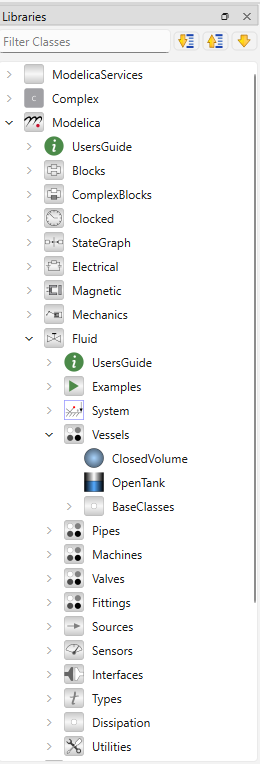 Libraries
Filter Classes
ModelicaServices
C Complex
Modelica
i UsersGuide
Blocks
ComplexBlocks
Clocked
StateGraph
Electrical
Magnetic
Mechanics
Fluid
i UsersGuide
Examples
System
Vessels
ClosedVolume
OpenTank
BaseClasses
Pipes
Machines
Valves
Fittings
Sources
Sensors
Interfaces
t Types
Dissipation
Utilities